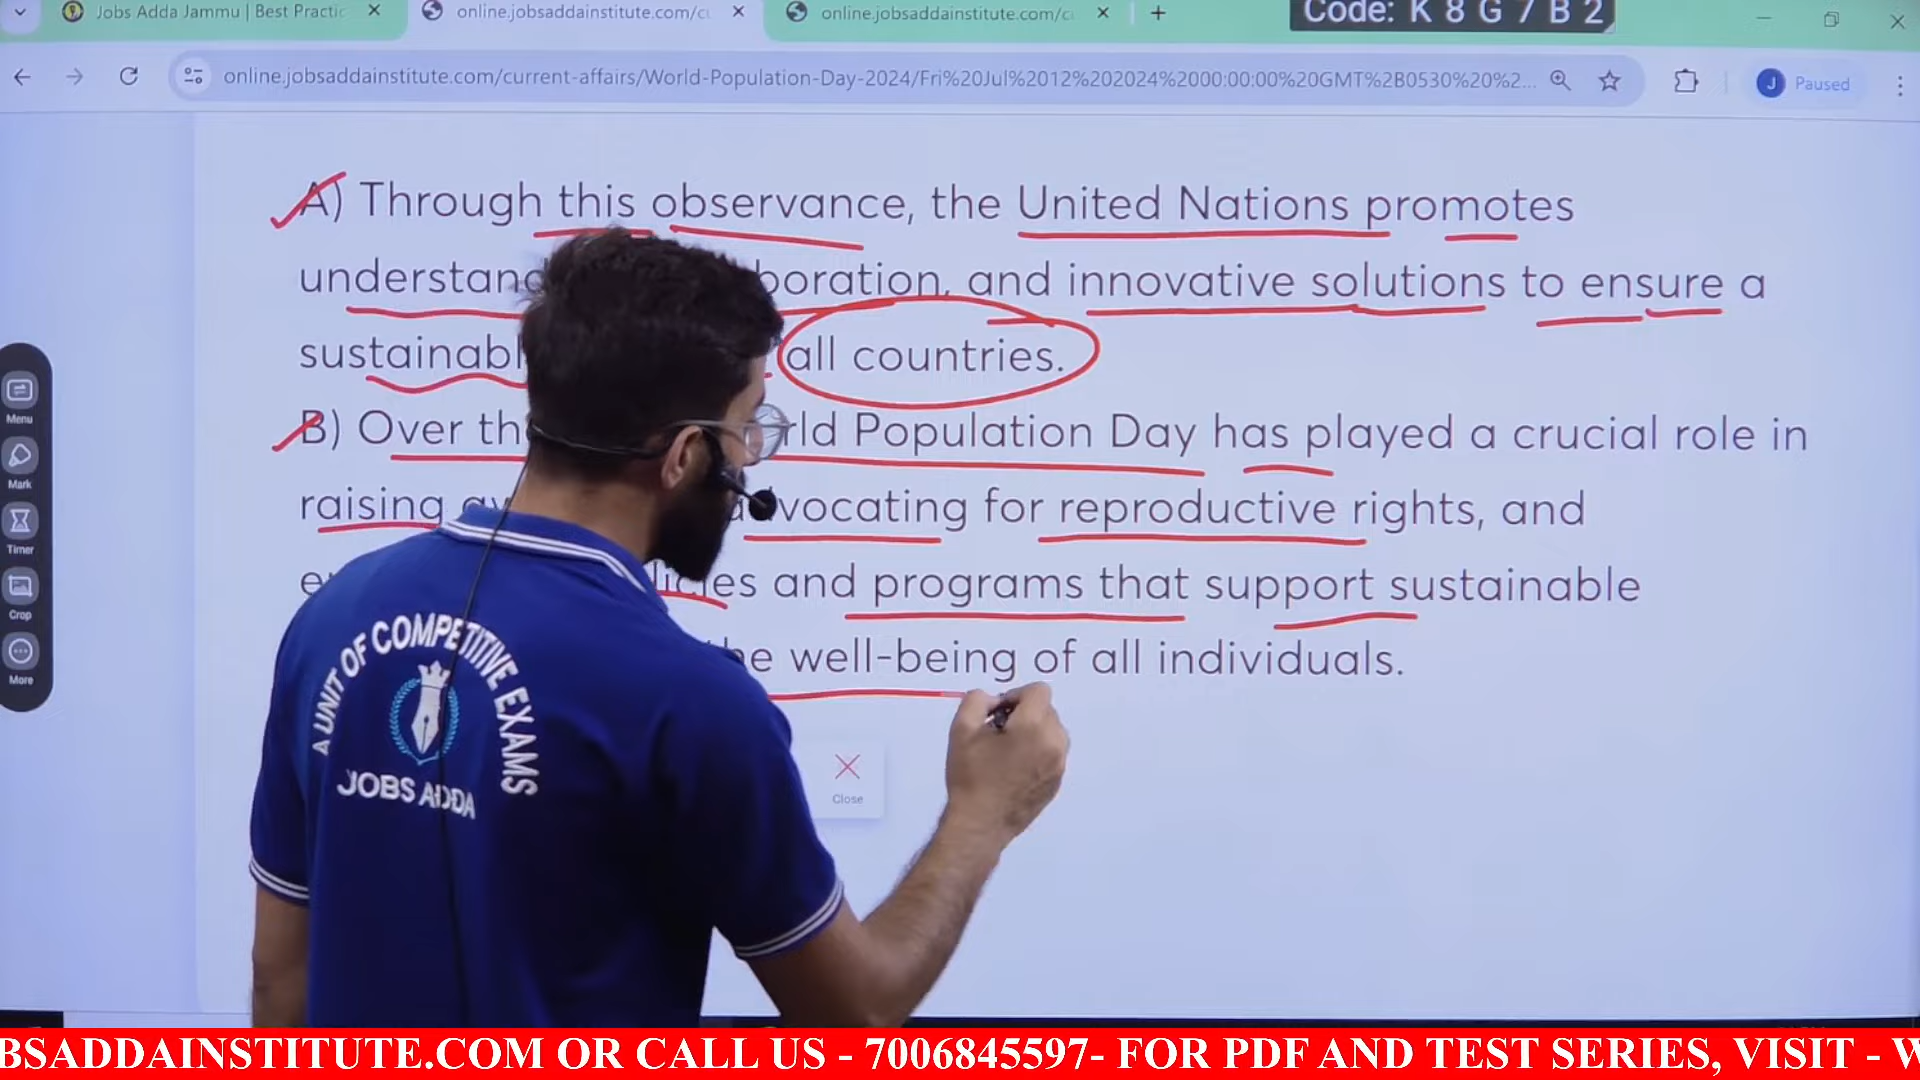 Jobs Adda Jammu | Best Practic
online.jobsaddainstitute.com/cu
online.jobsaddainstitute.com/c
Code: K 8 G 7 B 2
online.jobsaddainstitute.com/current-affairs/World-Population-Day-2024/Fri%20Jul%2012%202024%2000:00:00%20GMT%2B0530%20%2...
J Paused
A) Through this observance, the United Nations promotes
understand boration, and innovative solutions to ensure a
sustainabl all countries.
B) Over th rld Population Day has played a crucial role in
raising dvocating for reproductive rights, and
licies and programs that support sustainable
he well-being of all individuals.
Menu
Mark
Timer
Crop
More
Close
A UNIT OF COMPETITIVE EXAMS
JOBS ADDA
BSADDAINSTITUTE.COM OR CALL US - 7006845597- FOR PDF AND TEST SERIES, VISIT - W